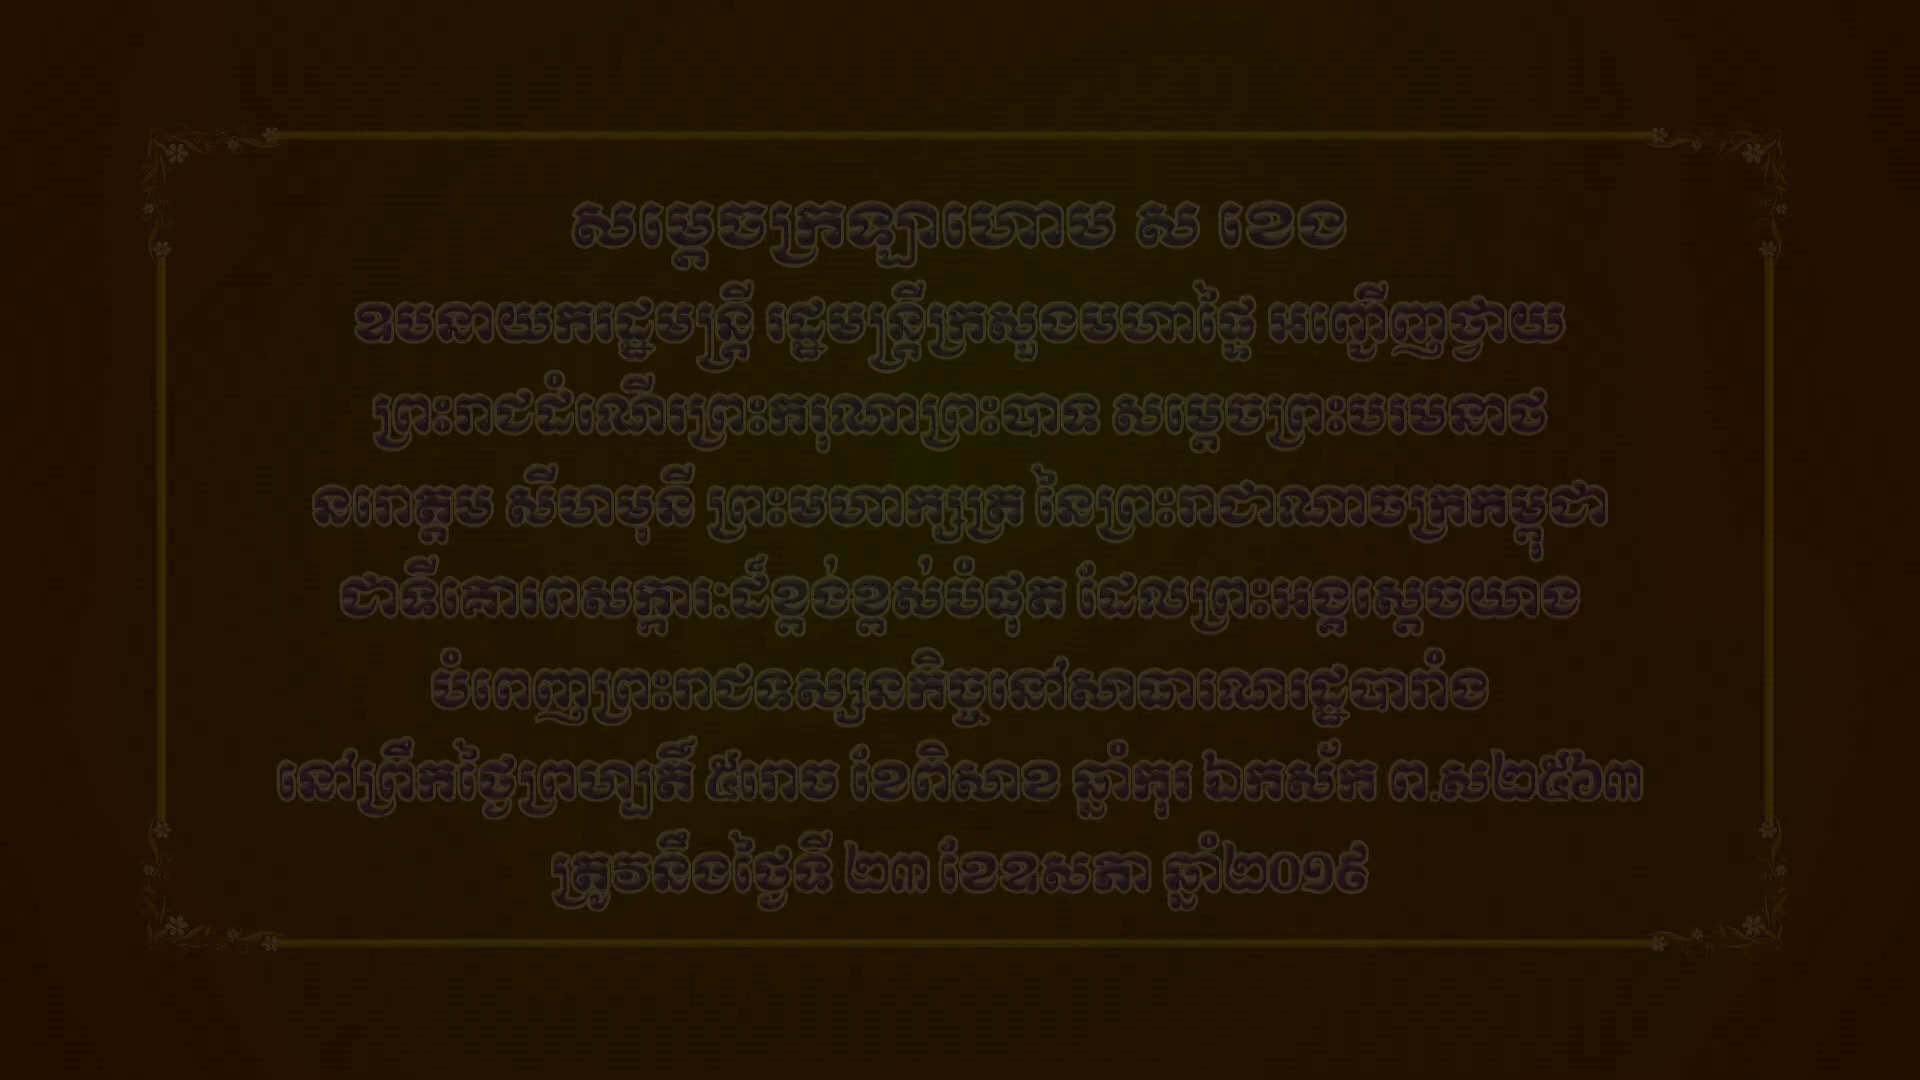 សម្ដេចក្រឡាហោម ស ខេង
ឧបនាយករដ្ឋមន្ត្រី រដ្ឋមន្ត្រីក្រសួងមហាផ្ទៃ អញ្ជើញថ្វាយ
ព្រះរាជដំណើរព្រះករុណាព្រះបាទ សម្ដេចព្រះបរមនាថ
នរោត្តម សីហមុនី ព្រះមហាក្សត្រ នៃព្រះរាជាណាចក្រកម្ពុជា
ជាទីគោរពសក្ការៈដ៏ខ្ពង់ខ្ពស់បំផុត ដែលព្រះអង្គស្ដេចយាង
បំពេញព្រះរាជទស្សនកិច្ចនៅសាធារណរដ្ឋបារាំង
នៅព្រឹកថ្ងៃព្រហ្បតិ៍ ៥រោច ខែពិសាខ ឆ្នាំកុរ ឯកស័ក ព.ស២៥៦៣
ត្រូវនឹងថ្ងៃទី ២៣ ខែឧសភា ឆ្នាំ២០១៩